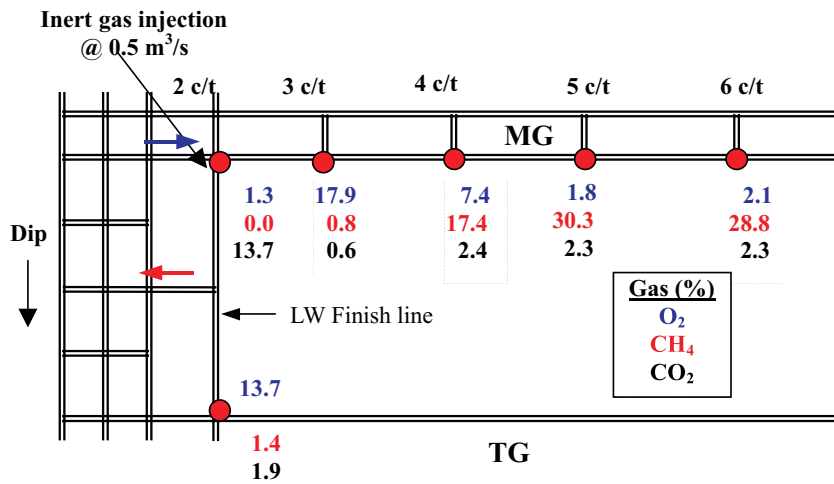 Inert gas injection
@ 0.5 m³/s
2 c/t 3 c/t 4 c/t 5 c/t 6 c/t
MG
1.3 17.9 7.4 1.8 2.1
0.0 0.8 17.4 30.3 28.8
13.7 0.6 2.4 2.3 2.3
Dip
Gas (%)
O₂
CH₄
CO₂
LW Finish line
13.7
1.4
1.9
TG